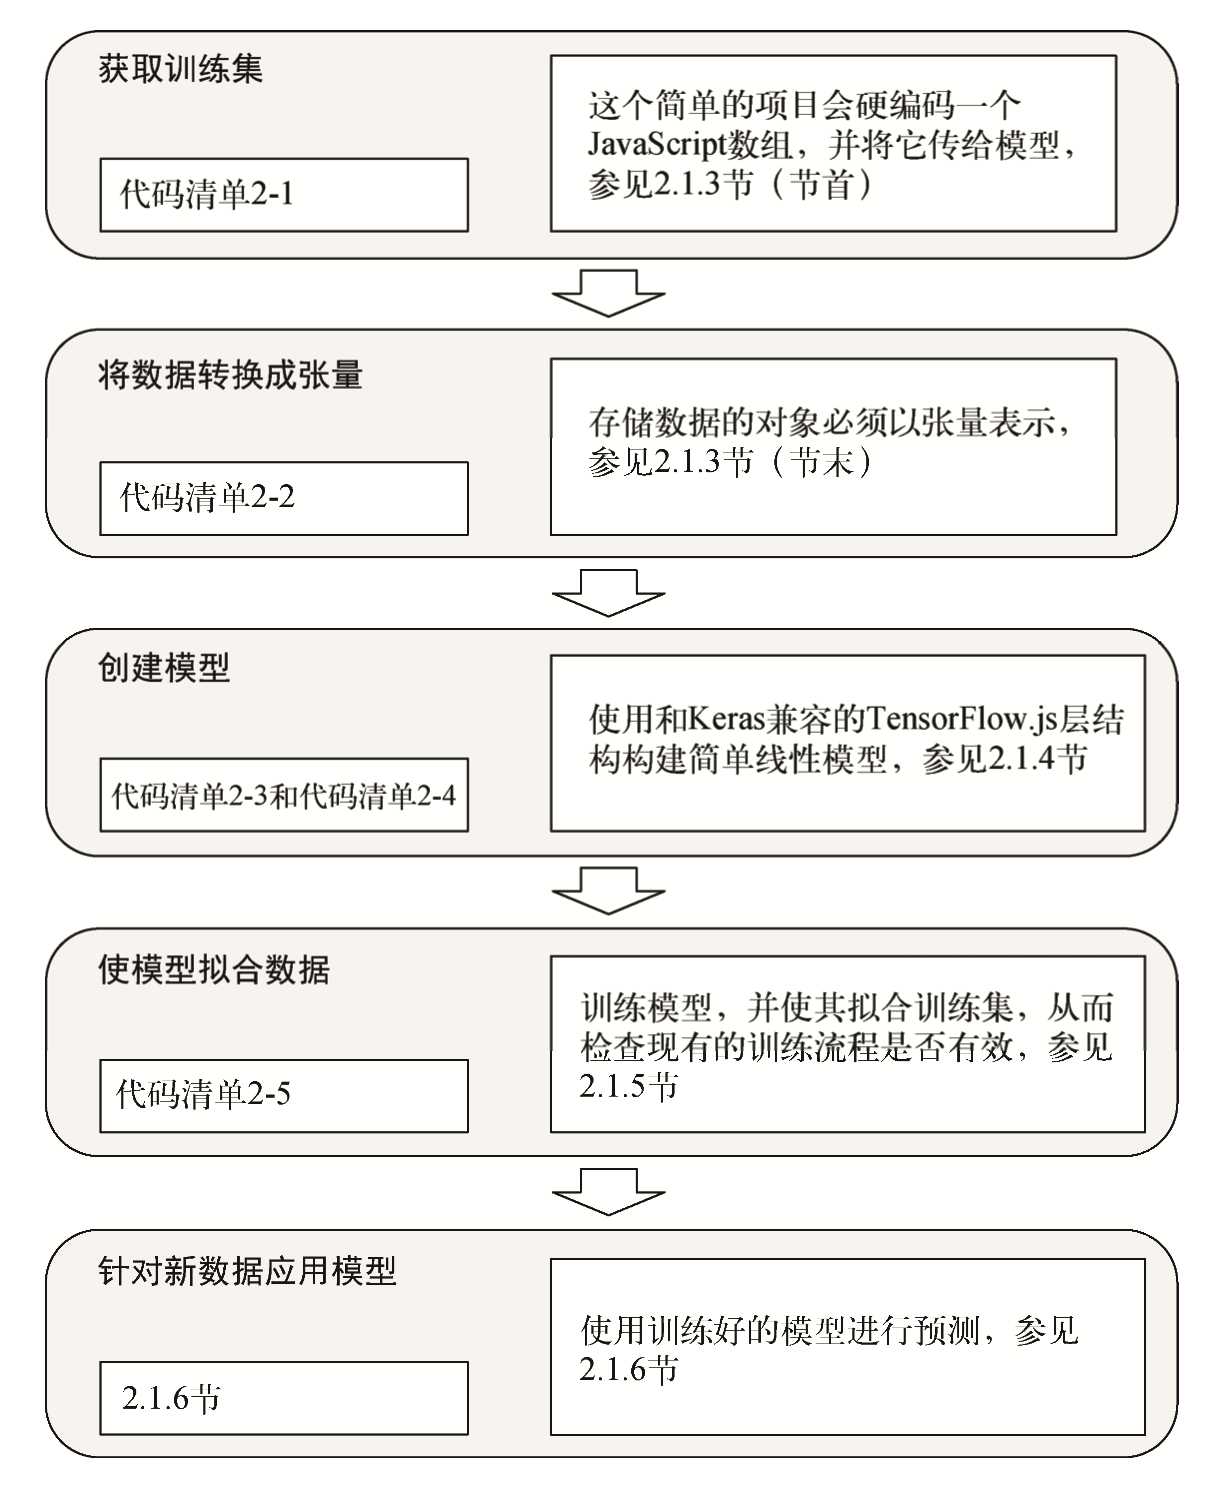 获取训练集
这个简单的项目会硬编码一个
JavaScript数组，并将它传给模型，
参见2.1.3节（节首）
代码清单2-1
将数据转换成张量
存储数据的对象必须以张量表示，
参见2.1.3节（节末）
代码清单2-2
创建模型
使用和Keras兼容的TensorFlow.js层结
构构建简单线性模型，参见2.1.4节
代码清单2-3和代码清单2-4
使模型拟合数据
训练模型，并使其拟合训练集，从而
检查现有的训练流程是否有效，参见
2.1.5节
代码清单2-5
针对新数据应用模型
使用训练好的模型进行预测，参见
2.1.6节
2.1.6节